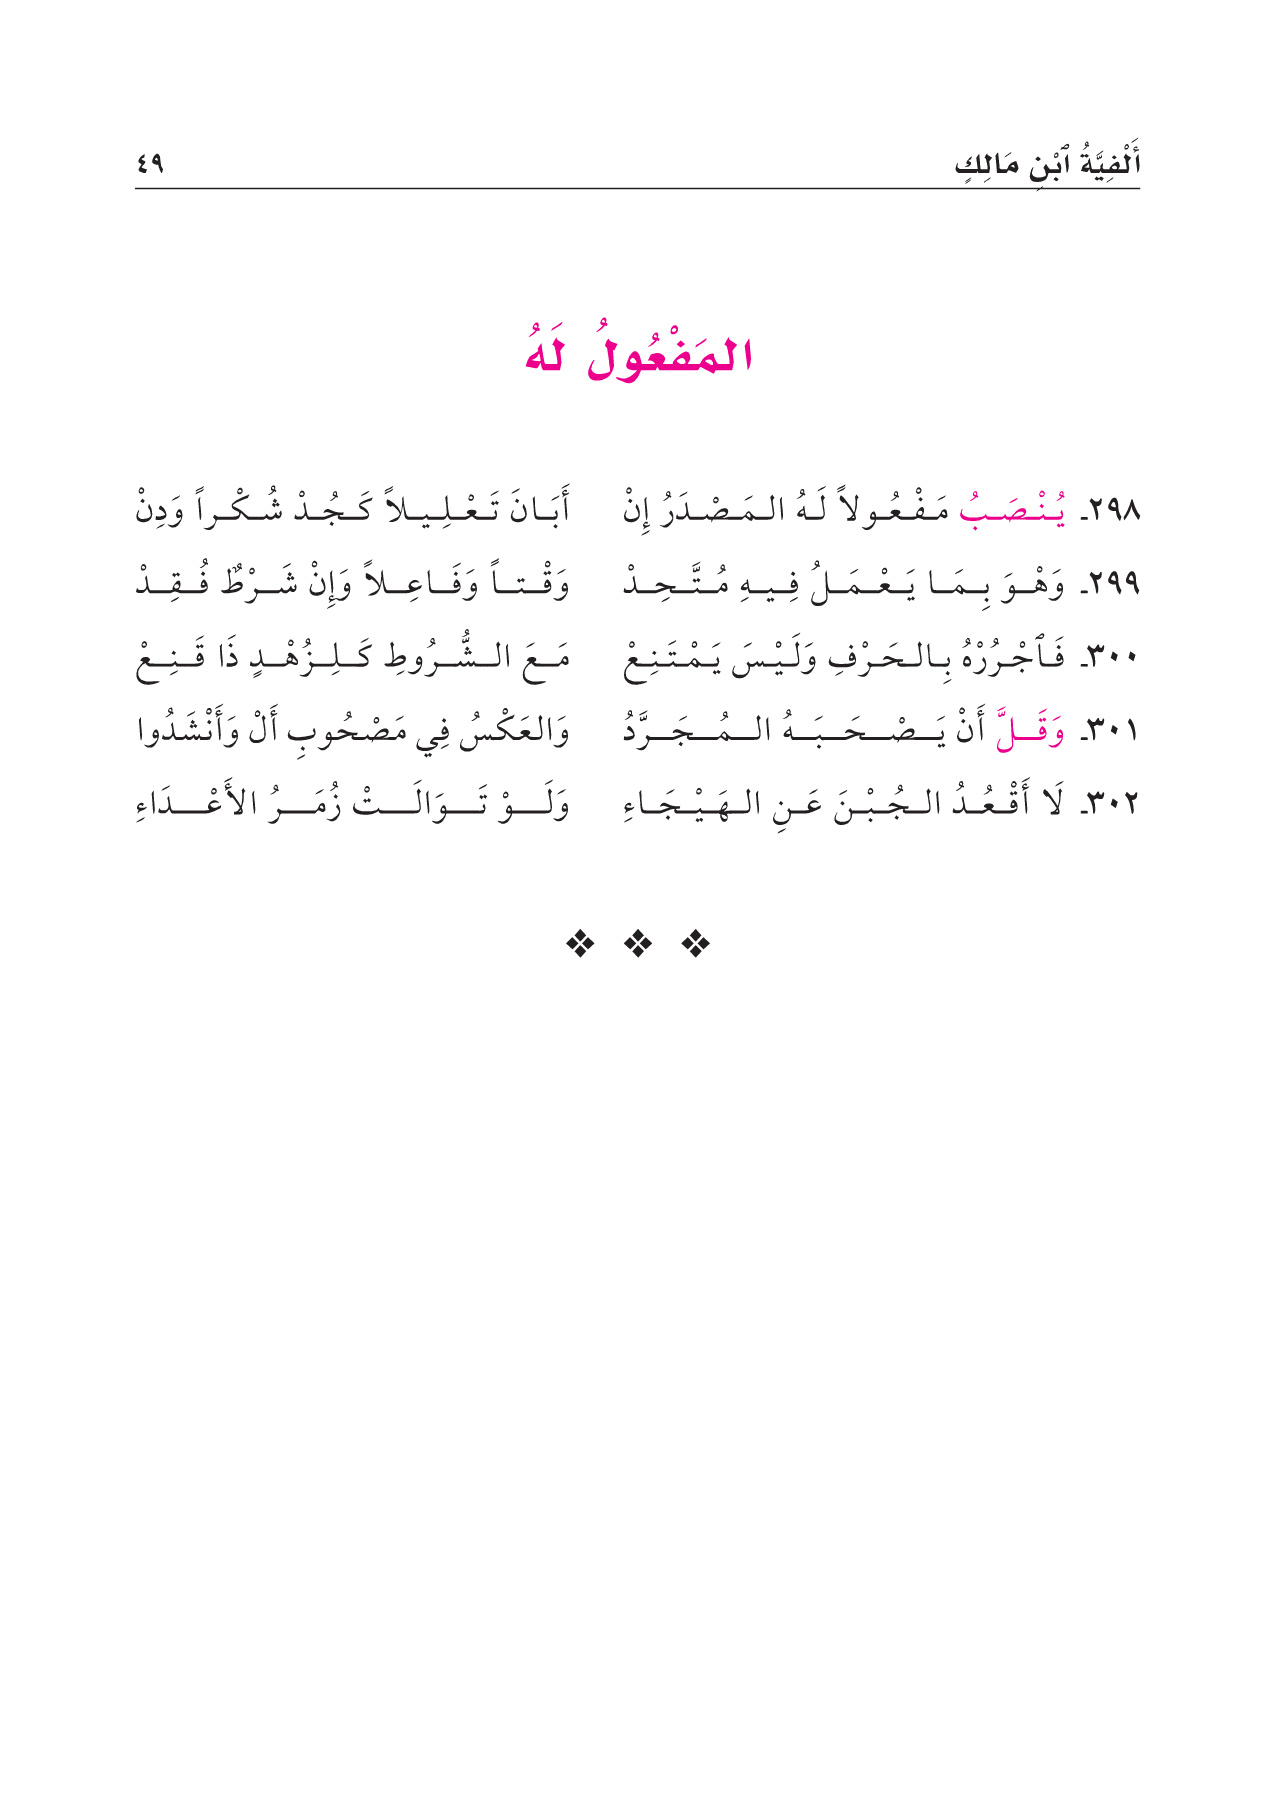 أَلْفِيَّةُ ٱبْنِ مَالِكٍ ٤٩
المَفْعُولُ لَهُ
٢٩٨ـ يُنْصَبُ مَفْعُولاً لَهُ المَصْدَرُ إِنْ أَبَانَ تَعْلِيلاً كَجُدْ شُكْراً وَدِنْ
٢٩٩ـ وَهْوَ بِمَا يَعْمَلُ فِيهِ مُتَّحِدْ وَقْتاً وَفَاعِلاً وَإِنْ شَرْطٌ فُقِدْ
٣٠٠ـ فَٱجْرُرْهُ بِالحَرْفِ وَلَيْسَ يَمْتَنِعْ مَعَ الشُّرُوطِ كَلِزُهْدٍ ذَا قَنِعْ
٣٠١ـ وَقَلَّ أَنْ يَصْحَبَهُ المُجَرَّدُ وَالعَكْسُ فِي مَصْحُوبِ أَلْ وَأَنْشَدُوا
٣٠٢ـ لَا أَقْعُدُ الجُبْنَ عَنِ الهَيْجَاءِ وَلَوْ تَوَالَتْ زُمَرُ الأَعْدَاءِ